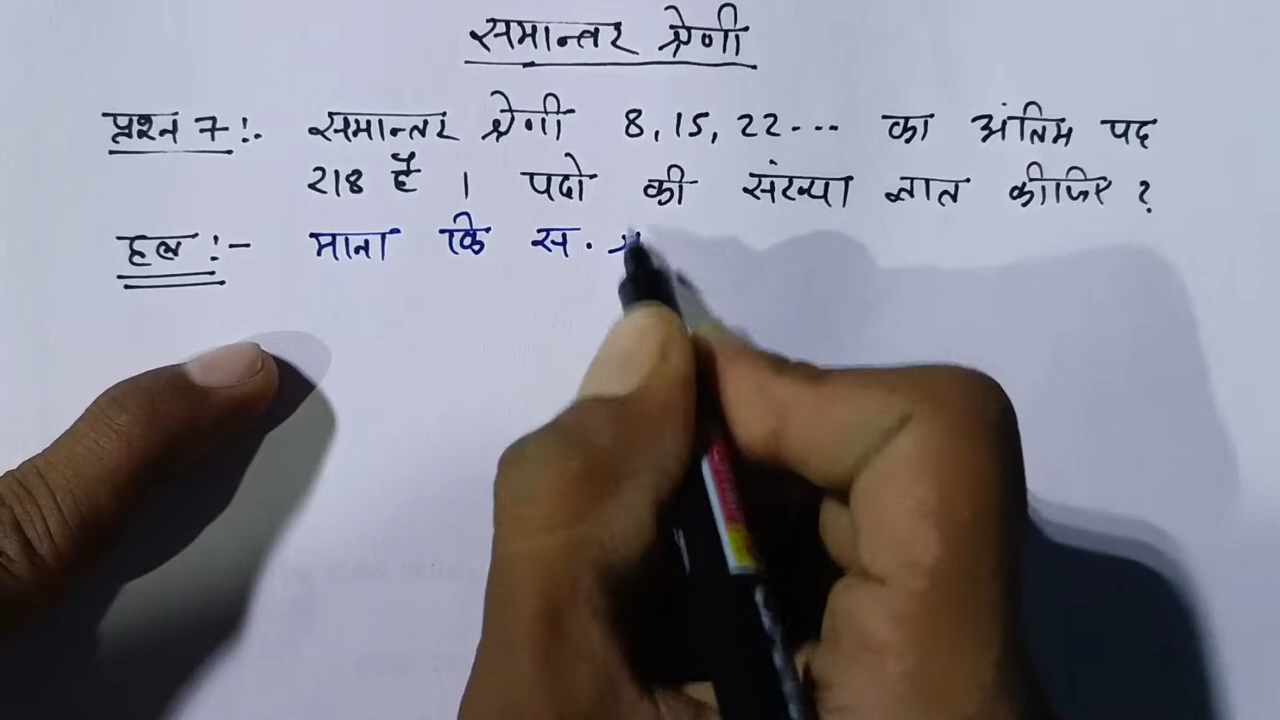 समान्तर श्रेणी
प्रश्न 7:- समान्तर श्रेणी 8, 15, 22... का अंतिम पद
218 है । पदो की संख्या ज्ञात कीजिए ?
हल :- माना कि स.